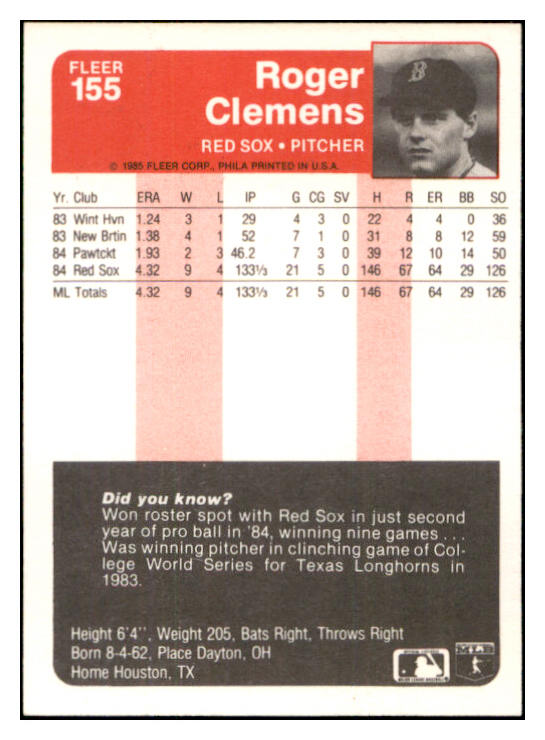 FLEER
155
Roger
Clemens
RED SOX • PITCHER
© 1985 FLEER CORP., PHILA PRINTED IN U.S.A.
B
Yr. Club ERA W L IP G CG SV H R ER BB SO
83 Wint Hvn 1.24 3 1 29 4 3 0 22 4 4 0 36
83 New Brtin 1.38 4 1 52 7 1 0 31 8 8 12 59
84 Pawtckt 1.93 2 3 46.2 7 3 0 39 12 10 14 50
84 Red Sox 4.32 9 4 133⅓ 21 5 0 146 67 64 29 126
ML Totals 4.32 9 4 133⅓ 21 5 0 146 67 64 29 126
Did you know?
Won roster spot with Red Sox in just second
year of pro ball in '84, winning nine games . . .
Was winning pitcher in clinching game of Col-
lege World Series for Texas Longhorns in
1983.
Height 6'4'', Weight 205, Bats Right, Throws Right
Born 8-4-62, Place Dayton, OH
Home Houston, TX